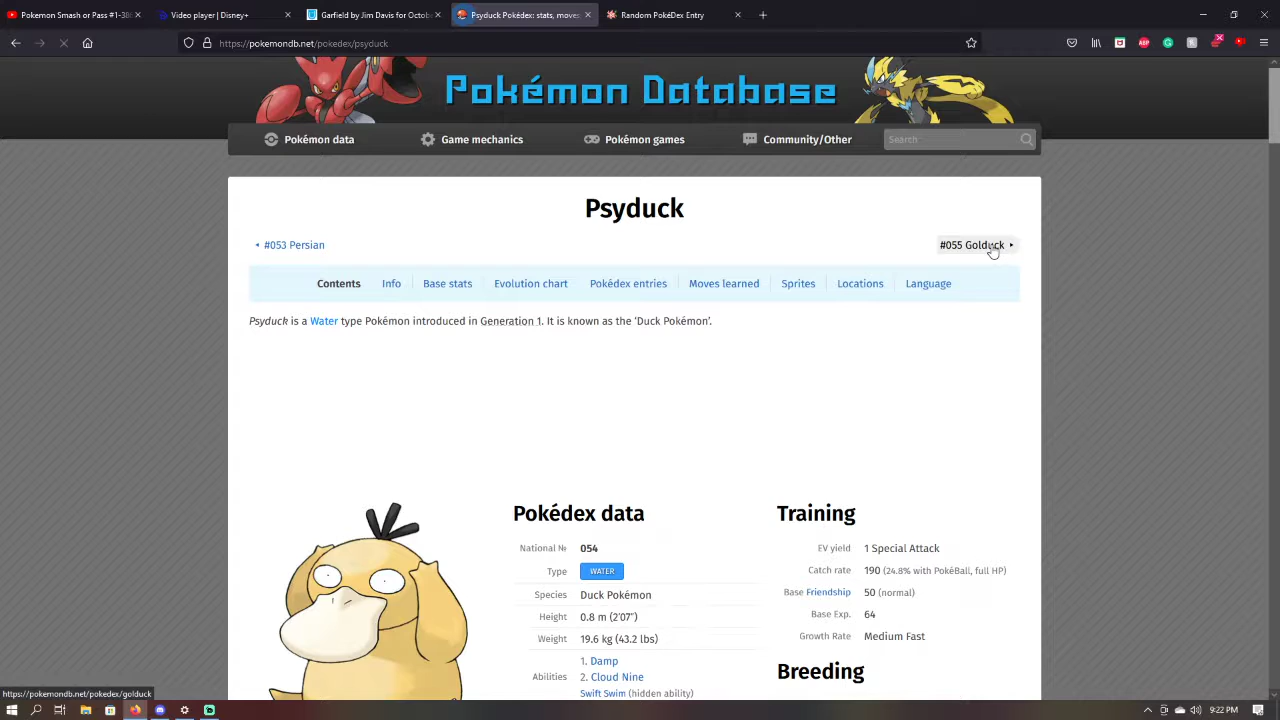 Pokemon Snap or Smash #1-386
Video player | Disney+
Garfield by Jim Davis for October
Psyduck Pokédex: stats, moves
Random PokéDex Entry
https://pokemondb.net/pokedex/psyduck
Pokémon Database
Pokémon data
Game mechanics
Pokémon games
Community/Other
Search
Psyduck
#053 Persian
#055 Golduck
Contents
Info
Base stats
Evolution chart
Pokédex entries
Moves learned
Sprites
Locations
Language
Psyduck is a Water type Pokémon introduced in Generation 1. It is known as the ‘Duck Pokémon’.
Pokédex data
National № 054
Type WATER
Species Duck Pokémon
Height 0.8 m (2′07″)
Weight 19.6 kg (43.2 lbs)
Abilities 1. Damp
2. Cloud Nine
Swift Swim (hidden ability)
Training
EV yield 1 Special Attack
Catch rate 190 (24.8% with PokéBall, full HP)
Base Friendship 50 (normal)
Base Exp. 64
Growth Rate Medium Fast
Breeding
https://pokemondb.net/pokedex/golduck
9:22 PM